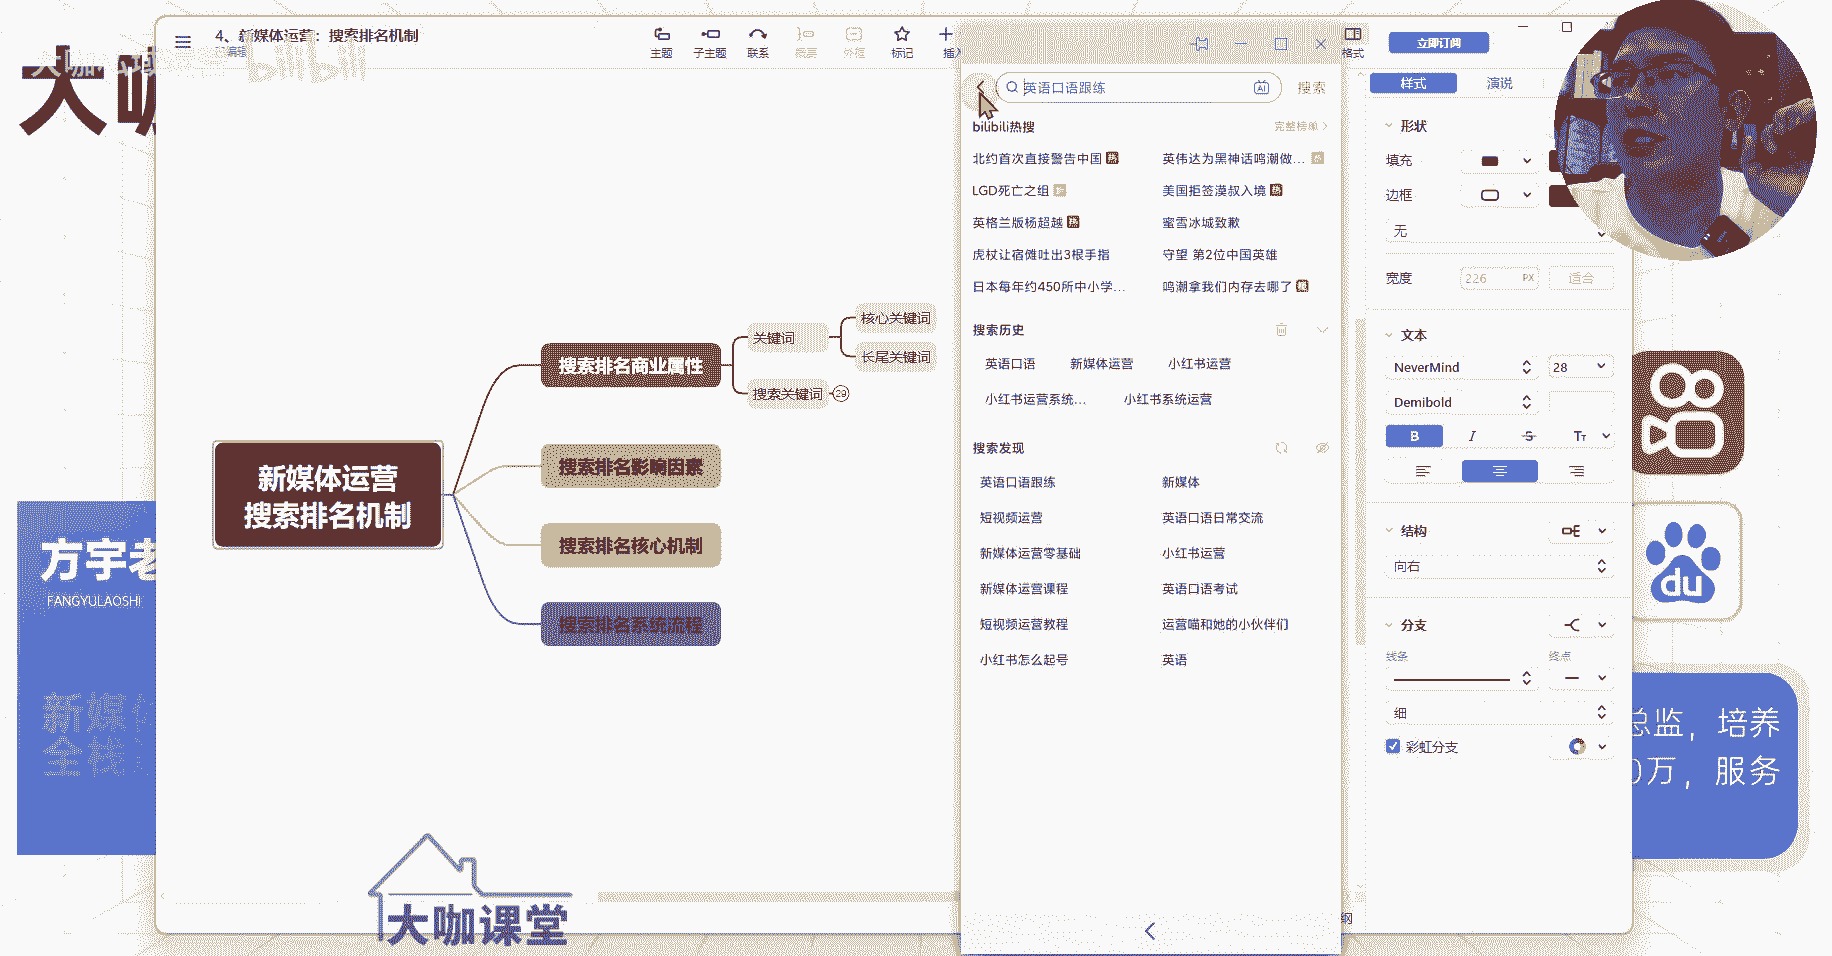 4、新媒体运营：搜索排名机制
已编辑
bilibili
大咖
主题
子主题
联系
概要
外框
标记
插入
格式
立即订阅
英语口语跟练
搜索
bilibili热搜
完整榜单
北约首次直接警告中国 热
英伟达为黑神话鸣潮做...
LGD死亡之组
美国拒签谟叔入境 热
英格兰版杨超越 热
蜜雪冰城致歉
虎杖让宿傩吐出3根手指
守望 第2位中国英雄
日本每年约450所中小学...
鸣潮拿我们内存去哪了
搜索历史
英语口语
新媒体运营
小红书运营
小红书运营系统...
小红书系统运营
搜索发现
英语口语跟练
新媒体
短视频运营
英语口语日常交流
新媒体运营零基础
小红书运营
新媒体运营课程
英语口语考试
短视频运营教程
运营喵和她的小伙伴们
小红书怎么起号
英语
新媒体运营
搜索排名机制
搜索排名商业属性
关键词
核心关键词
长尾关键词
搜索关键词
29
搜索排名影响因素
搜索排名核心机制
搜索排名系统流程
样式
演说
形状
填充
边框
无
宽度
226
PX
适合
文本
NeverMind
28
Demibold
B
I
S
Tт
结构
向右
分支
线条
终点
细
彩虹分支
纲
方宇老
FANGYULAOSHI
新媒体
全栈
大咖课堂
du
总监，培养
0万，服务